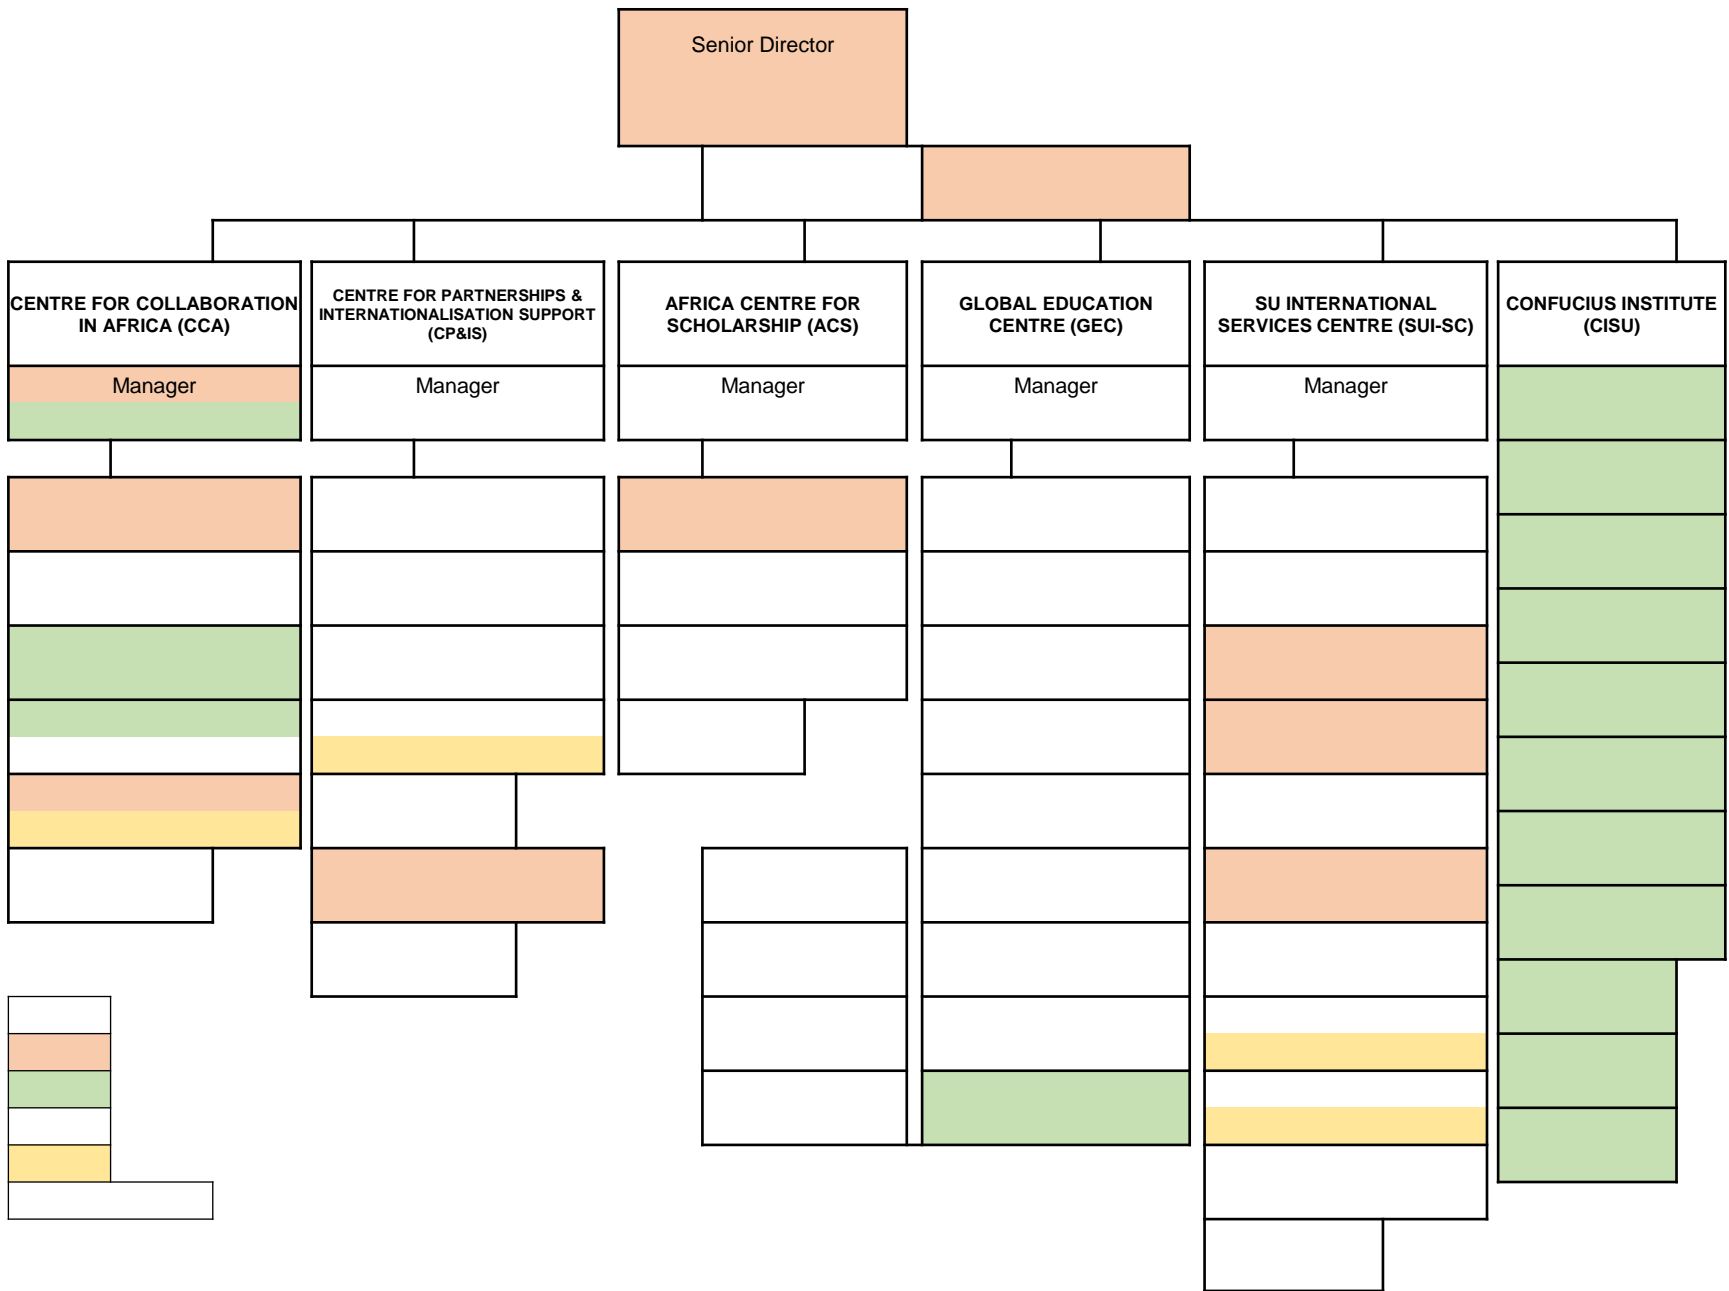 Senior Director
CENTRE FOR COLLABORATION
IN AFRICA (CCA)
CENTRE FOR PARTNERSHIPS &
INTERNATIONALISATION SUPPORT
(CP&IS)
AFRICA CENTRE FOR
SCHOLARSHIP (ACS)
GLOBAL EDUCATION
CENTRE (GEC)
SU INTERNATIONAL
SERVICES CENTRE (SUI-SC)
CONFUCIUS INSTITUTE
(CISU)
Manager
Manager
Manager
Manager
Manager